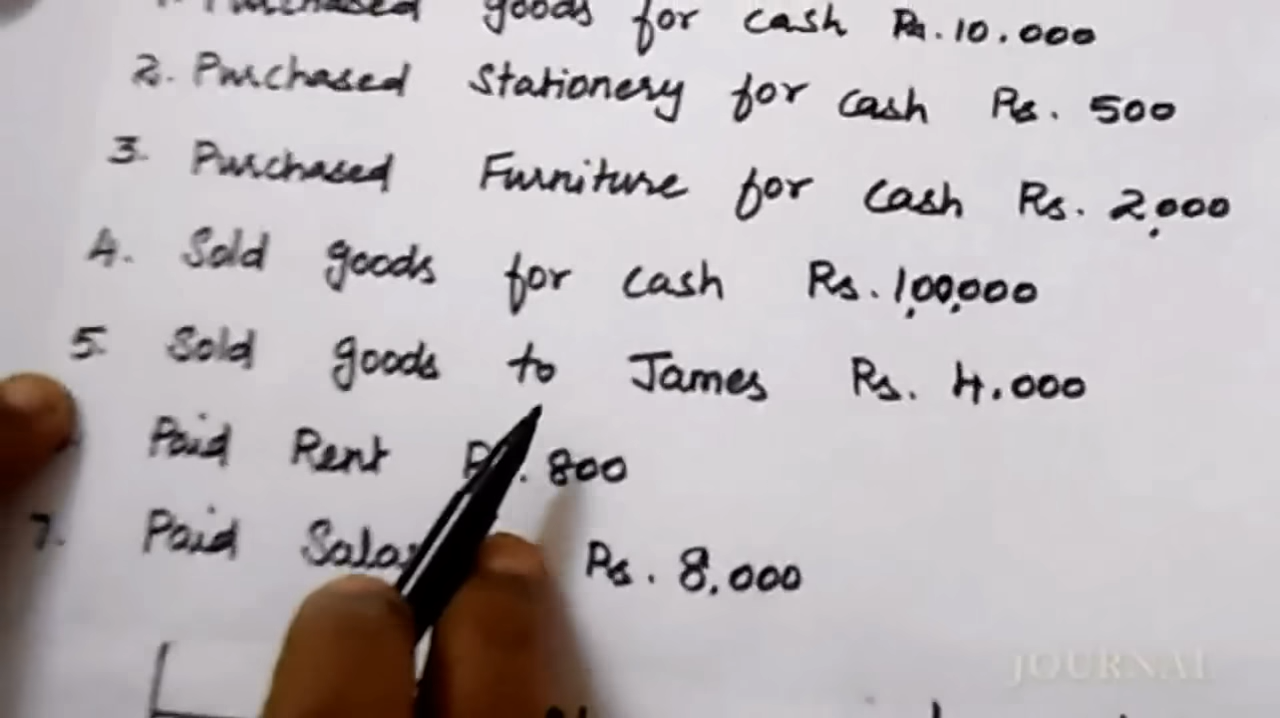 1. Purchased goods for cash Rs. 10.000
2. Purchased Stationery for cash Rs. 500
3. Purchased Furniture for cash Rs. 2,000
4. Sold goods for cash Rs. 1,00,000
5. Sold goods to James Rs. 4.000
Paid Rent 800
7. Paid Rs. 8,000
JOURNAL